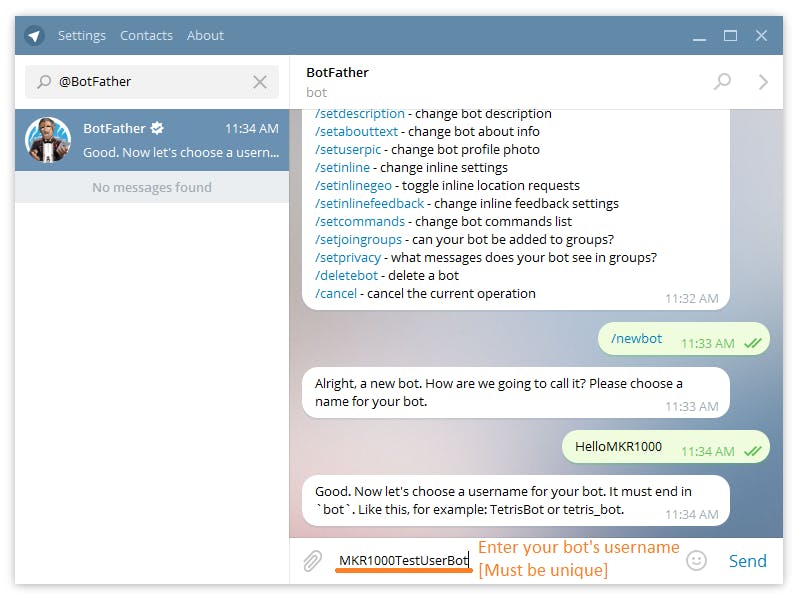 Settings Contacts About
@BotFather
BotFather
bot
BotFather 11:34 AM
Good. Now let's choose a usern...
No messages found
/setdescription - change bot description
/setabouttext - change bot about info
/setuserpic - change bot profile photo
/setinline - change inline settings
/setinlinegeo - toggle inline location requests
/setinlinefeedback - change inline feedback settings
/setcommands - change bot commands list
/setjoingroups - can your bot be added to groups?
/setprivacy - what messages does your bot see in groups?
/deletebot - delete a bot
/cancel - cancel the current operation
11:32 AM
/newbot 11:33 AM
Alright, a new bot. How are we going to call it? Please choose a
name for your bot.
11:33 AM
HelloMKR1000 11:34 AM
Good. Now let's choose a username for your bot. It must end in
`bot`. Like this, for example: TetrisBot or tetris_bot.
11:34 AM
MKR1000TestUserBot
Enter your bot's username
[Must be unique]
Send